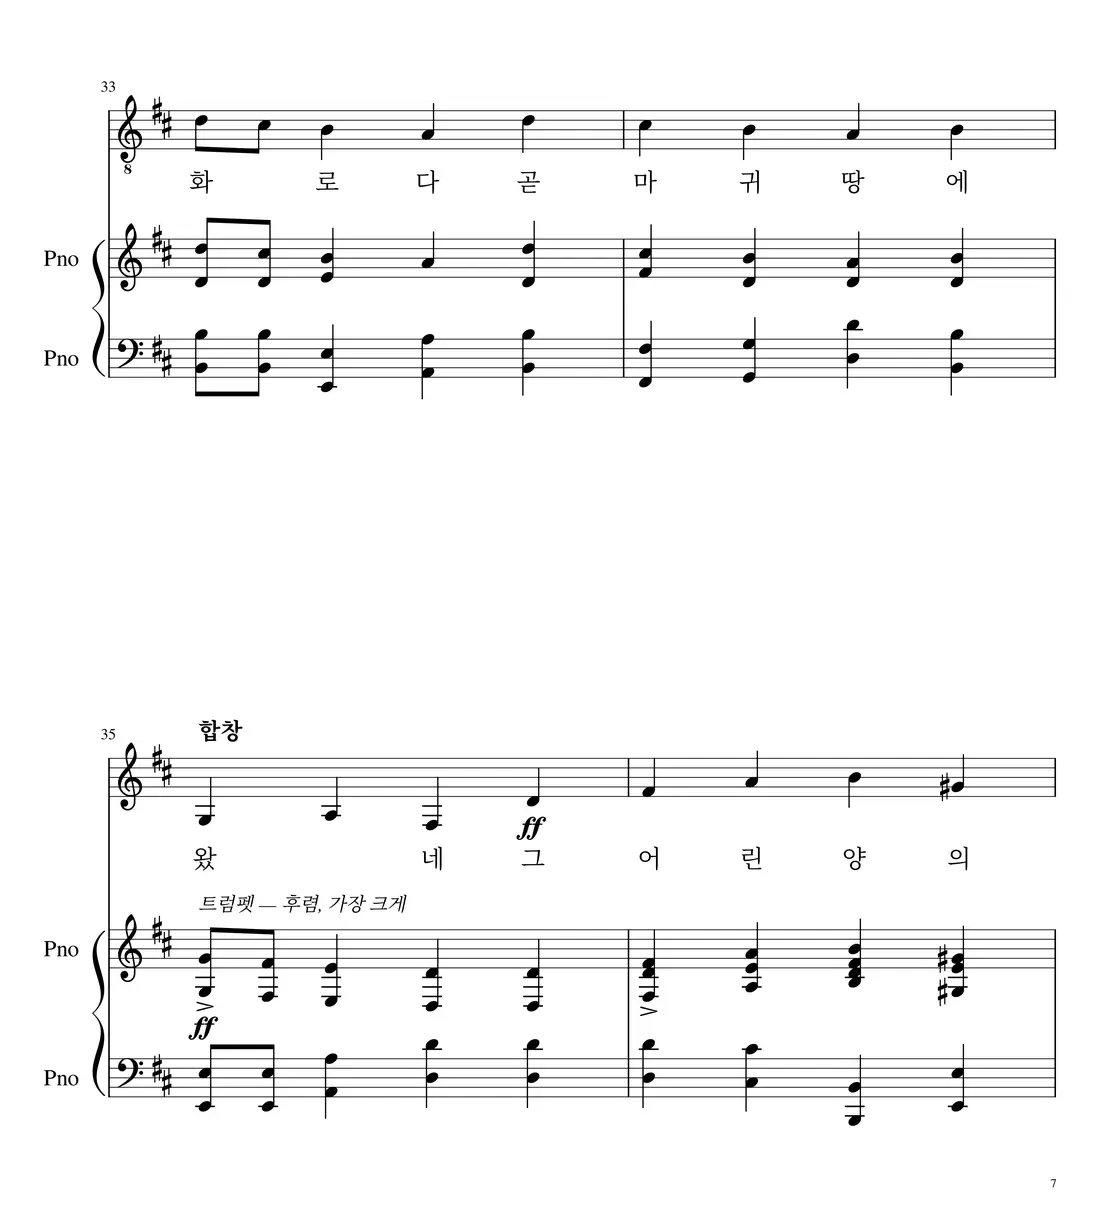 33
8
화 로 다 곧 마 귀 땅 에
Pno
Pno
35
합창
ff
왔 네 그 어 린 양 의
트럼펫 — 후렴, 가장 크게
Pno
ff
Pno
7